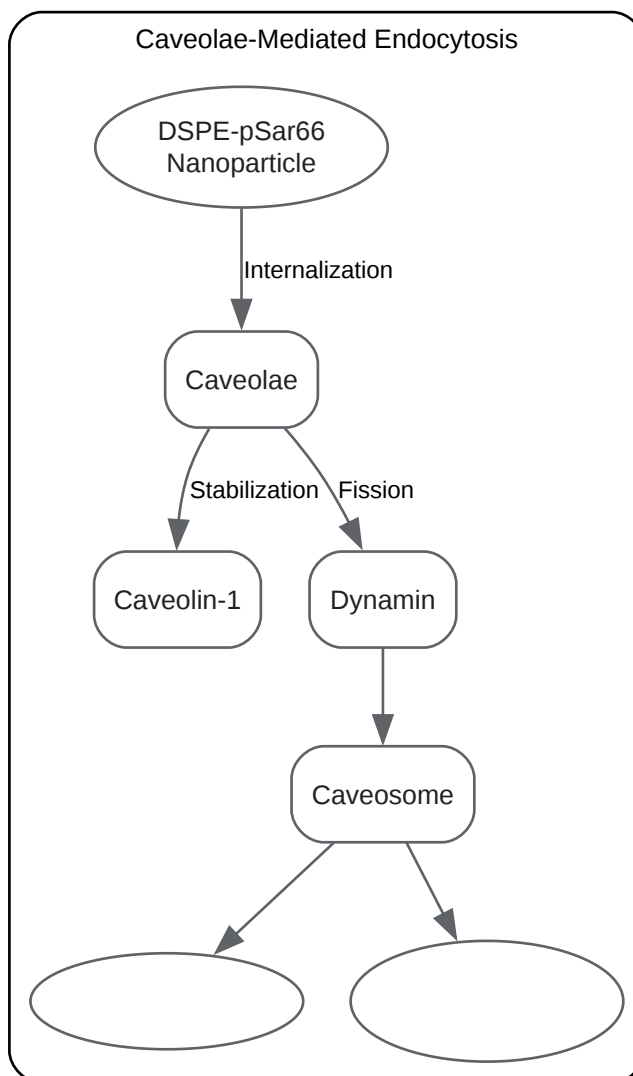 Caveolae-Mediated Endocytosis
DSPE-pSar66
Nanoparticle
Internalization
Caveolae
Stabilization
Fission
Caveolin-1
Dynamin
Caveosome